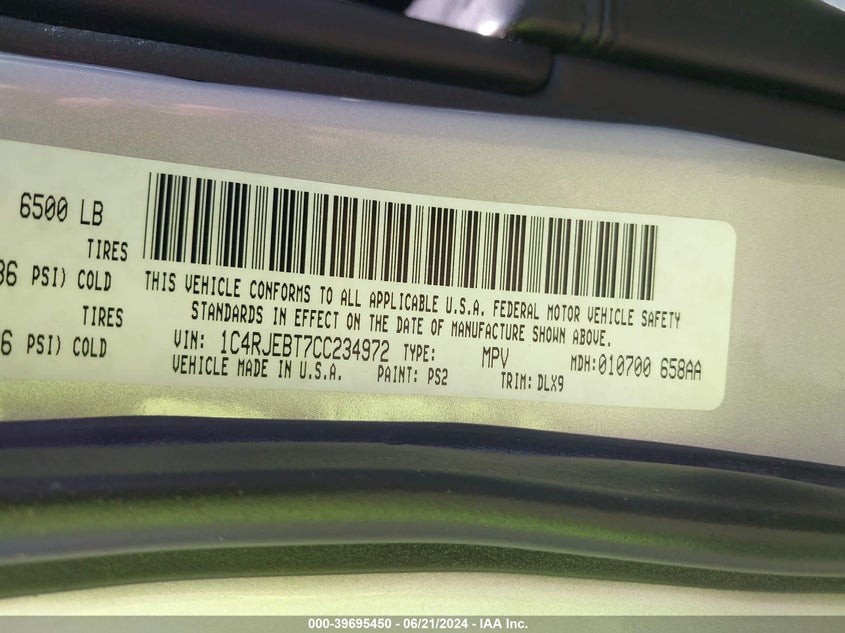 6500 LB
TIRES
36 PSI) COLD
TIRES
6 PSI) COLD
THIS VEHICLE CONFORMS TO ALL APPLICABLE U.S.A. FEDERAL MOTOR VEHICLE SAFETY
STANDARDS IN EFFECT ON THE DATE OF MANUFACTURE SHOWN ABOVE.
VIN: 1C4RJEBT7CC234972 TYPE: MPV MDH:010700 658AA
VEHICLE MADE IN U.S.A. PAINT: PS2 TRIM: DLX9
000-39695450 - 06/21/2024 - IAA Inc.